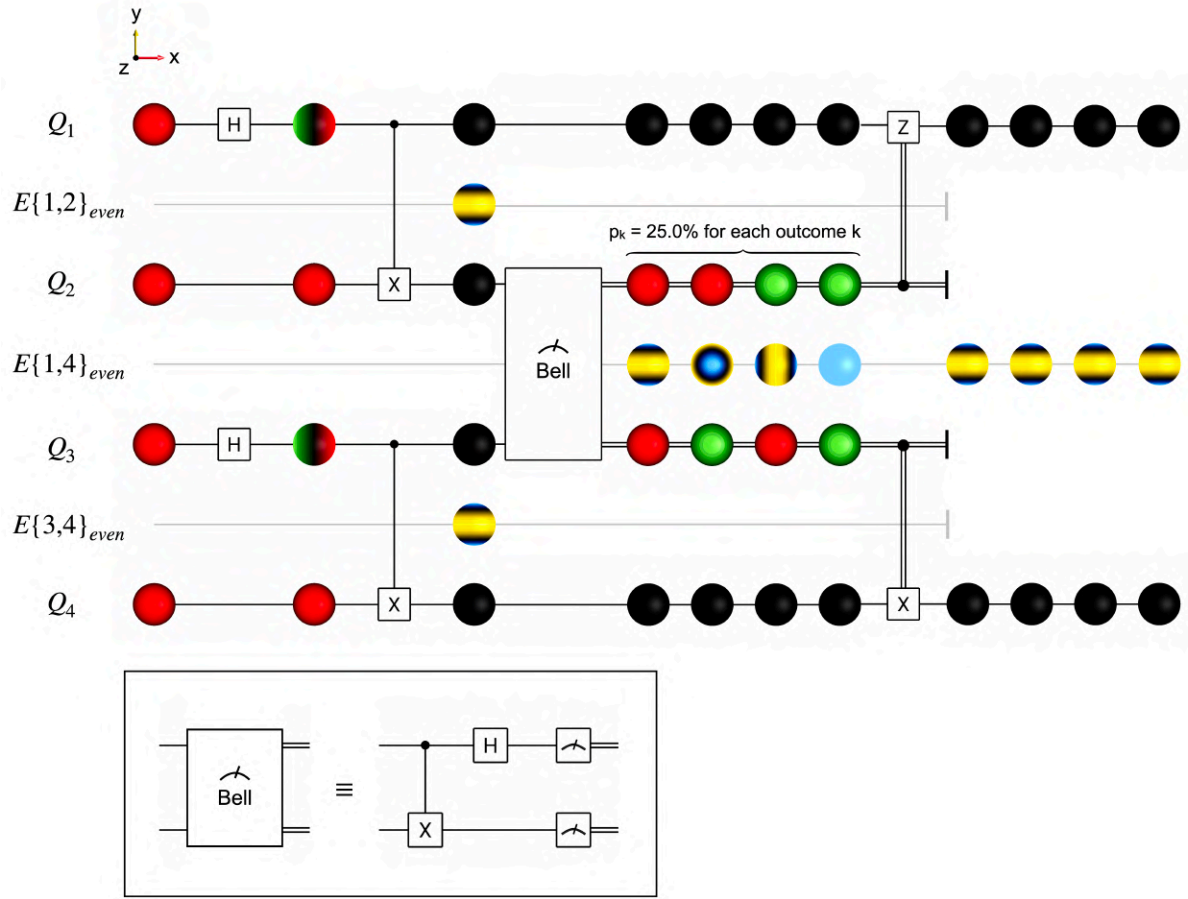 y
z x
Q1
H
Z
E{1,2}even
pk = 25.0% for each outcome k
Q2
X
E{1,4}even
Bell
Q3
H
E{3,4}even
Q4
X
X
H
Bell
≡
X